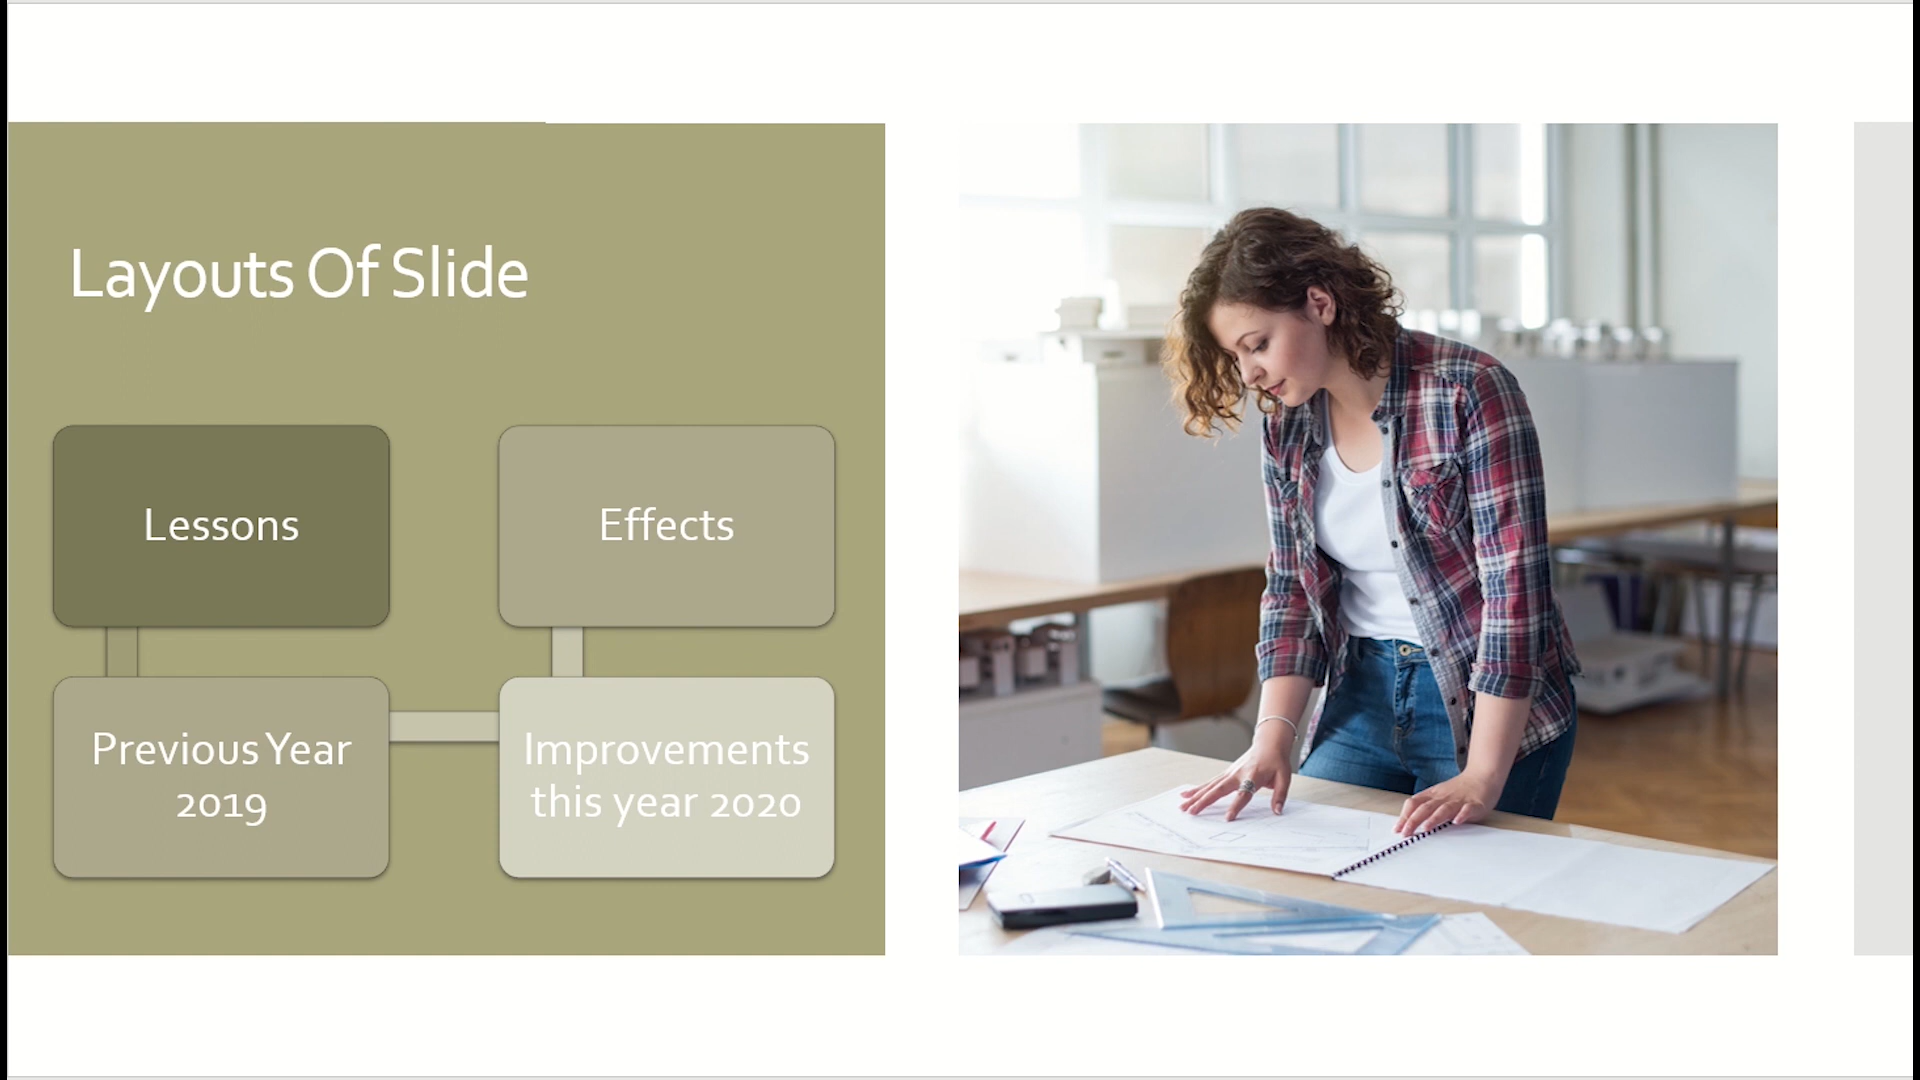 Layouts Of Slide
Lessons
Effects
Previous Year
2019
Improvements
this year 2020